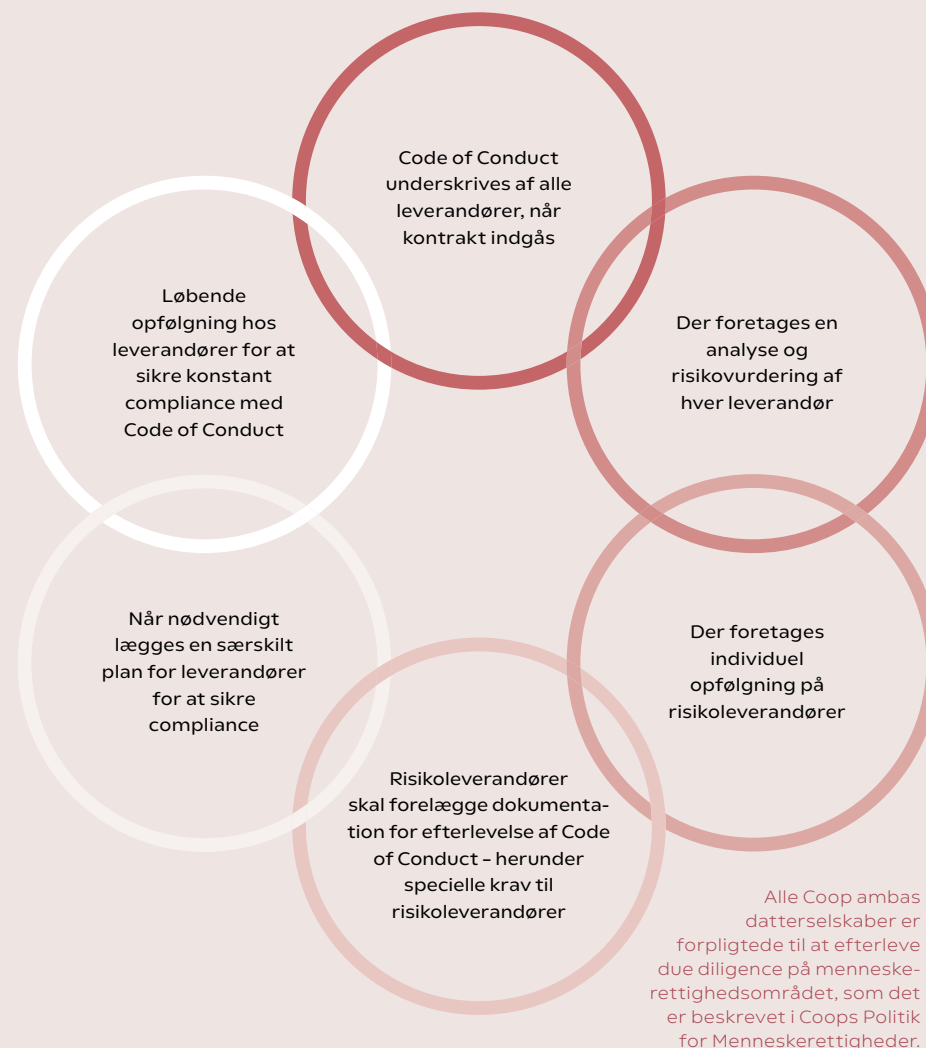 Code of Conduct
underskrives af alle
leverandører, når
kontrakt indgås
Der foretages en
analyse og
risikovurdering af
hver leverandør
Der foretages
individuel
opfølgning på
risikoleverandører
Risikoleverandører
skal forelægge dokumenta-
tion for efterlevelse af Code
of Conduct – herunder
specielle krav til
risikoleverandører
Når nødvendigt
lægges en særskilt
plan for leverandører
for at sikre
compliance
Løbende
opfølgning hos
leverandører for at
sikre konstant
compliance med
Code of Conduct
Alle Coop ambas
datterselskaber er
forpligtede til at efterleve
due diligence på menneske-
rettighedsområdet, som det
er beskrevet i Coops Politik
for Menneskerettigheder.